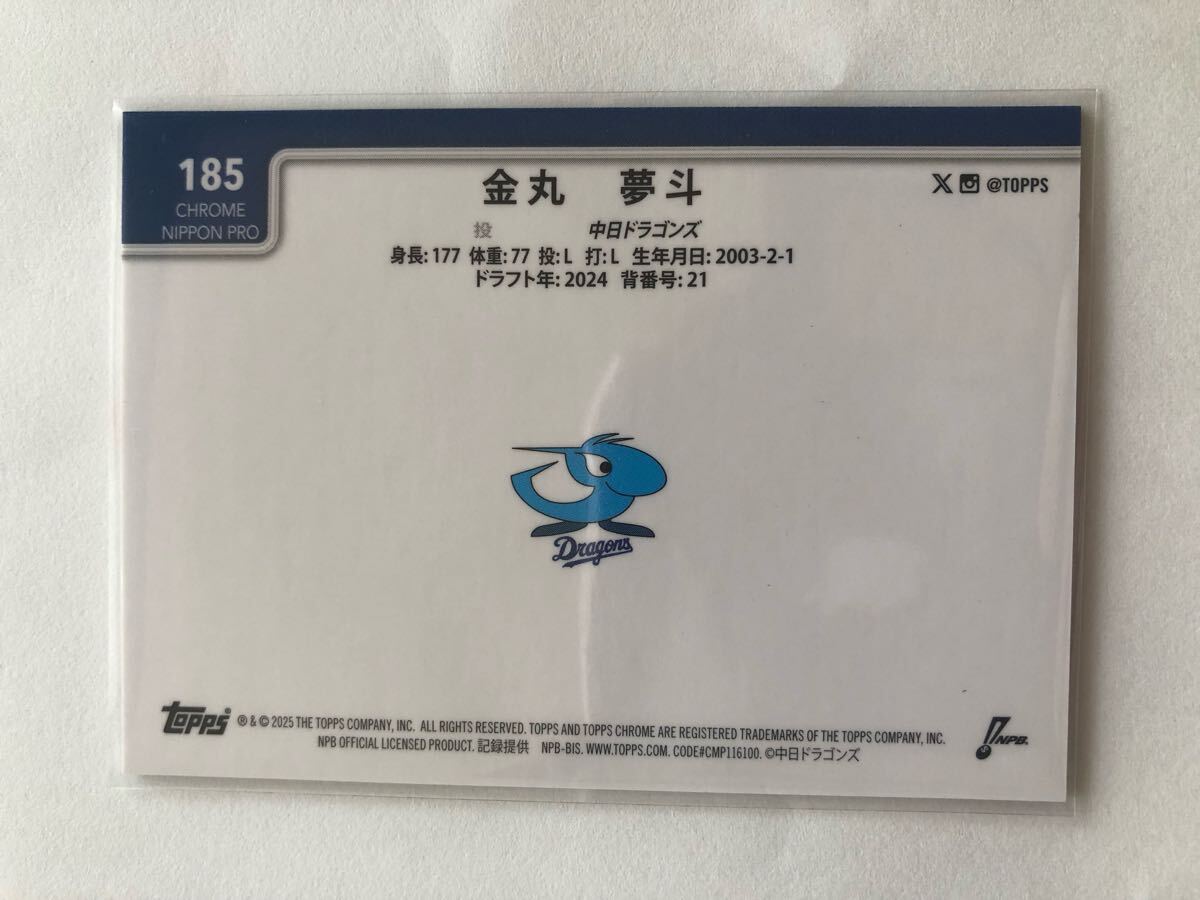 185
CHROME
NIPPON PRO
金丸 夢斗
@TOPPS
投 中日ドラゴンズ
身長: 177 体重: 77 投: L 打: L 生年月日: 2003-2-1
ドラフト年: 2024 背番号: 21
Dragons
topps ® & © 2025 THE TOPPS COMPANY, INC. ALL RIGHTS RESERVED. TOPPS AND TOPPS CHROME ARE REGISTERED TRADEMARKS OF THE TOPPS COMPANY, INC.
NPB OFFICIAL LICENSED PRODUCT. 記録提供 NPB-BIS. WWW.TOPPS.COM. CODE#CMP116100. ©中日ドラゴンズ
NPB.